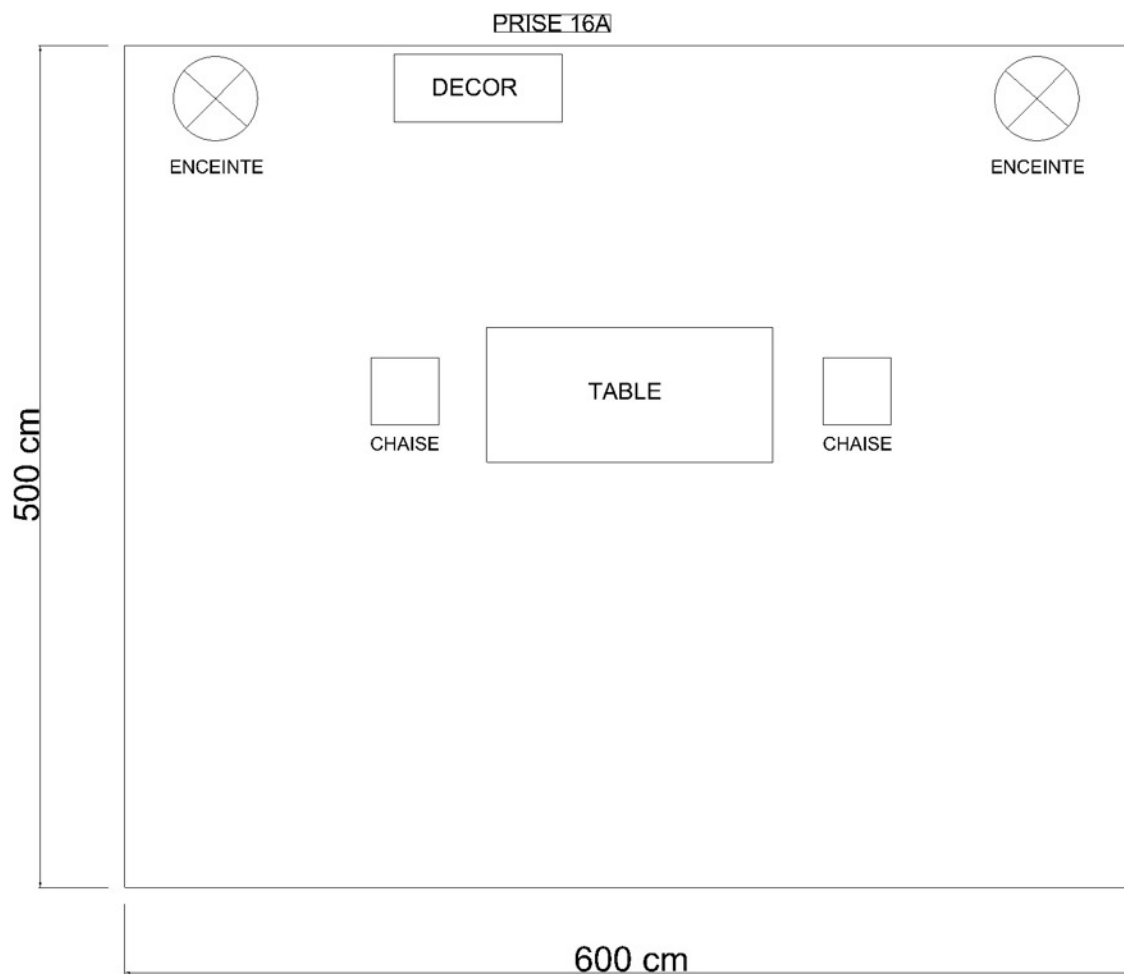 PRISE 16A
DECOR
ENCEINTE
ENCEINTE
TABLE
CHAISE
CHAISE
500 cm
600 cm